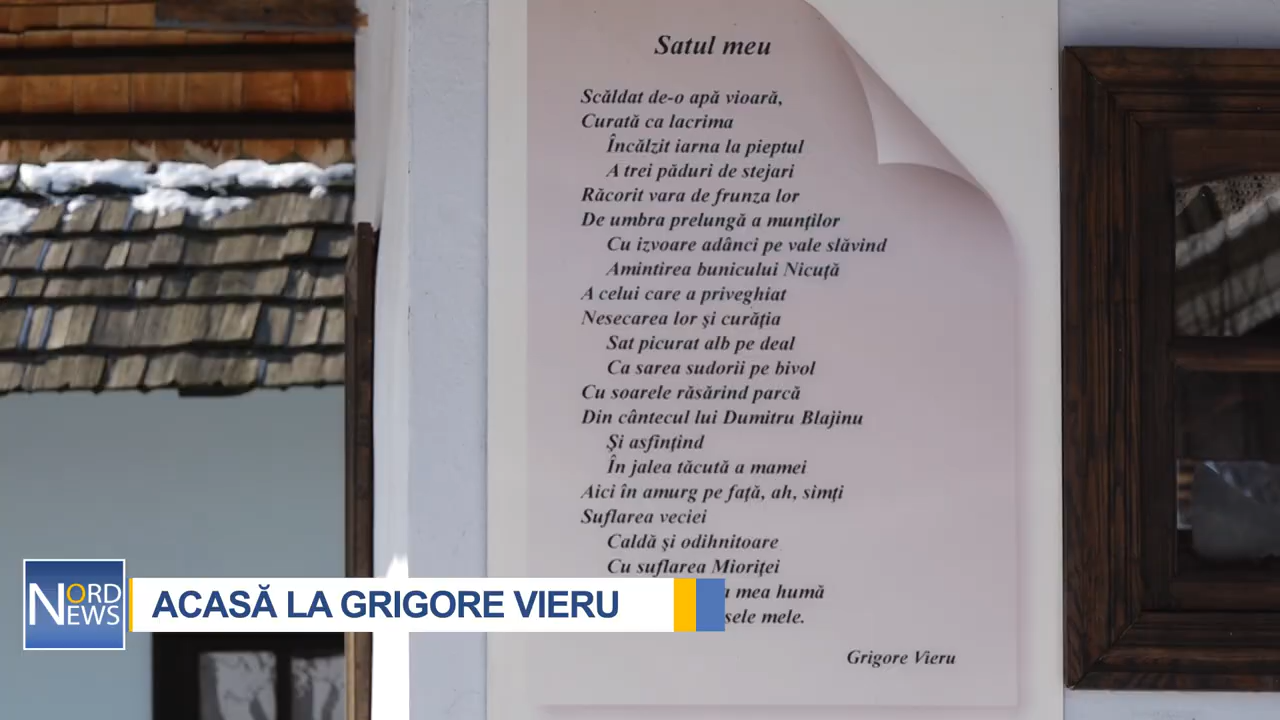 Satul meu
Scăldat de-o apă vioară,
Curată ca lacrima
Încălzit iarna la pieptul
A trei păduri de stejari
Răcorit vara de frunza lor
De umbra prelungă a munților
Cu izvoare adânci pe vale slăvind
Amintirea bunicului Nicuță
A celui care a priveghiat
Nesecarea lor și curăția
Sat picurat alb pe deal
Ca sarea sudorii pe bivol
Cu soarele răsărind parcă
Din cântecul lui Dumitru Blajinu
Și asfințind
În jalea tăcută a mamei
Aici în amurg pe față, ah, simți
Suflarea veciei
Caldă și odihnitoare
Cu suflarea Mioriței
mea humă
mele.
Grigore Vieru
NORD
NEWS
ACASĂ LA GRIGORE VIERU